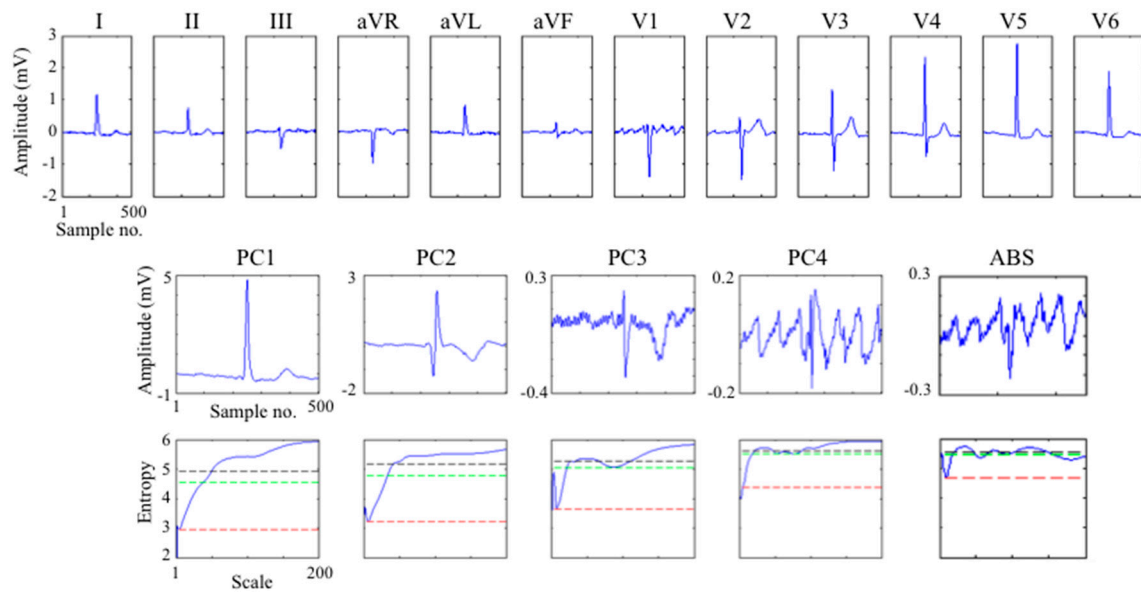 I II III aVR aVL aVF V1 V2 V3 V4 V5 V6
3
2
1
0
-1
-2
Amplitude (mV)
1 500
Sample no.
PC1 PC2 PC3 PC4 ABS
5 3 0.3 0.2 0.3
Amplitude (mV)
-1 -2 -0.4 -0.2 -0.3
1 500
Sample no.
6
5
4
3
2
Entropy
1 200
Scale